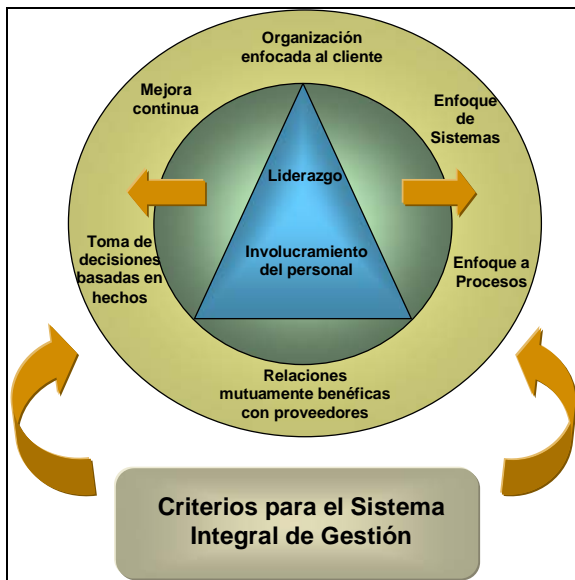 Organización
enfocada al cliente
Mejora
continua
Enfoque
de
Sistemas
Liderazgo
Toma de
decisiones
basadas en
hechos
Involucramiento
del personal
Enfoque a
Procesos
Relaciones
mutuamente benéficas
con proveedores
Criterios para el Sistema
Integral de Gestión